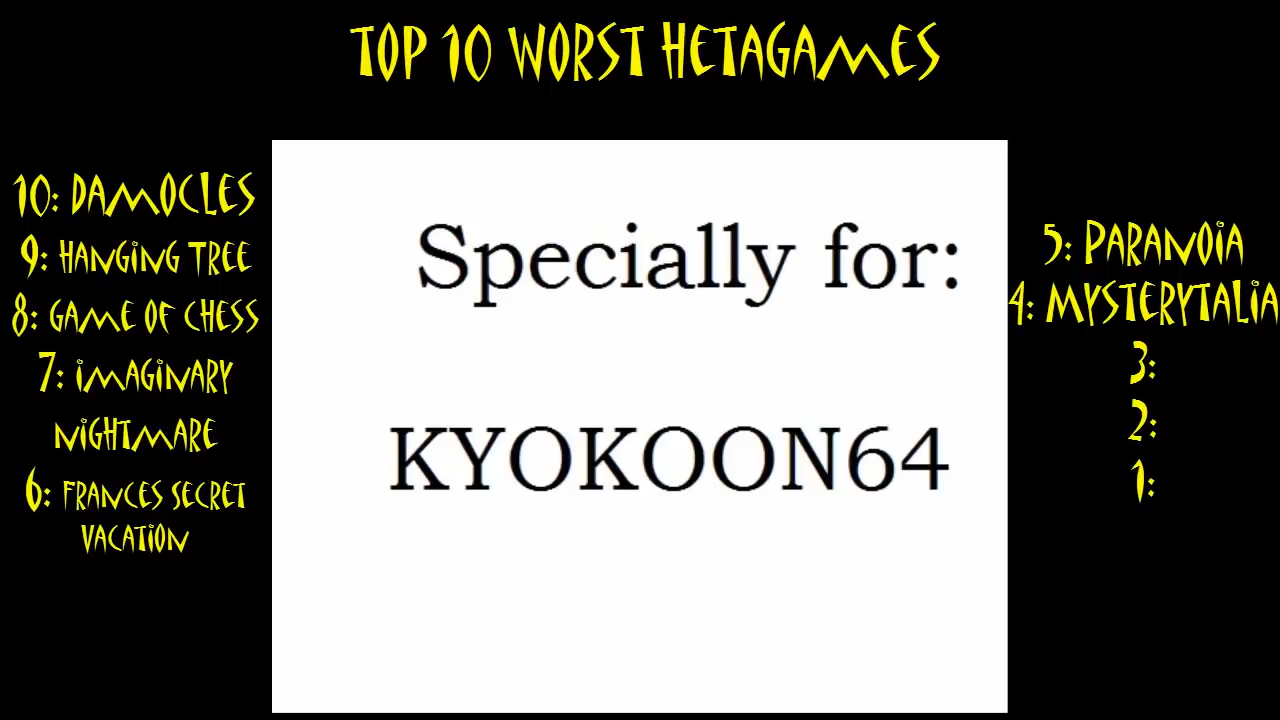 TOP 10 WORST HETAGAMES
10: DAMOCLES
9: HANGING TREE
8: GAME OF CHESS
7: IMAGINARY
NIGHTMARE
6: FRANCES SECRET
VACATION
Specially for:
KYOKOON64
5: PARANOIA
4: MYSTERYTALIA
3:
2:
1: